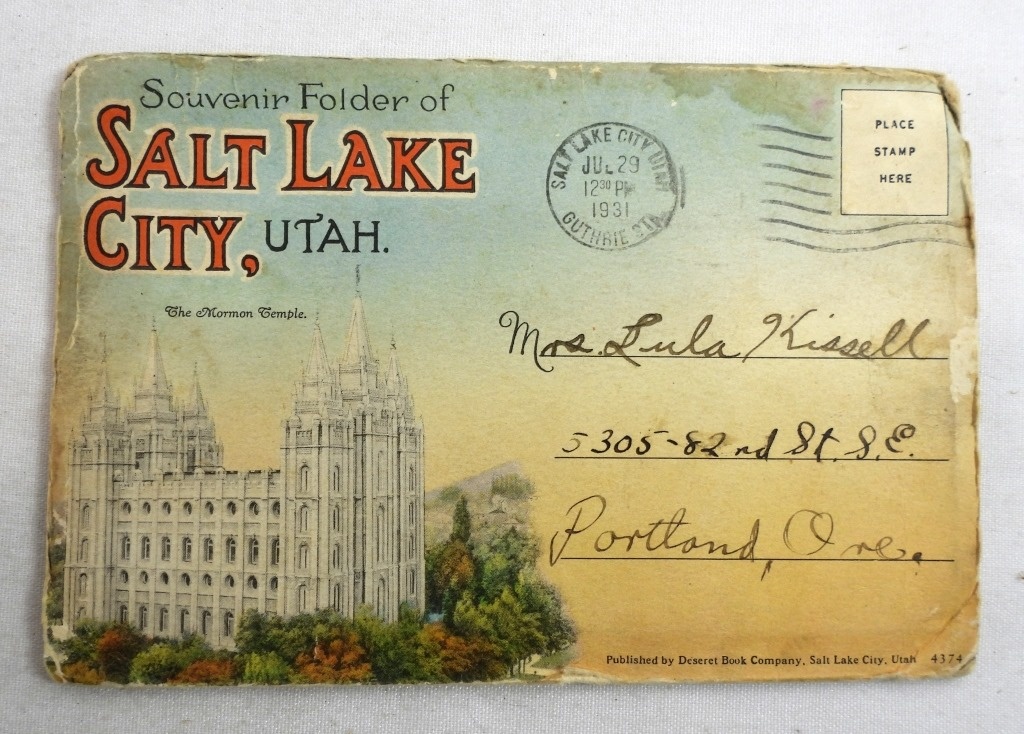 Souvenir Folder of
SALT LAKE
CITY, UTAH.
The Mormon Temple.
SALT LAKE CITY, UTAH
JUL 29
12 30 PM
1931
GUTHRIE STA.
PLACE
STAMP
HERE
Mrs. Lula Kissell
5305-82nd St. S.E.
Portland, Ore.
Published by Deseret Book Company, Salt Lake City, Utah 4374